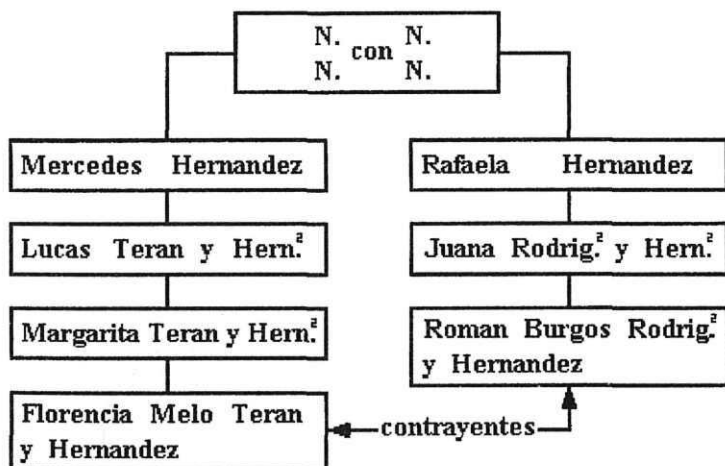 N. con N.
N. N.
Mercedes Hernandez
Rafaela Hernandez
Lucas Teran y Hern.ᶻ
Juana Rodrig.ᶻ y Hern.ᶻ
Margarita Teran y Hern.ᶻ
Roman Burgos Rodrig.ᶻ
y Hernandez
Florencia Melo Teran
y Hernandez
contrayentes